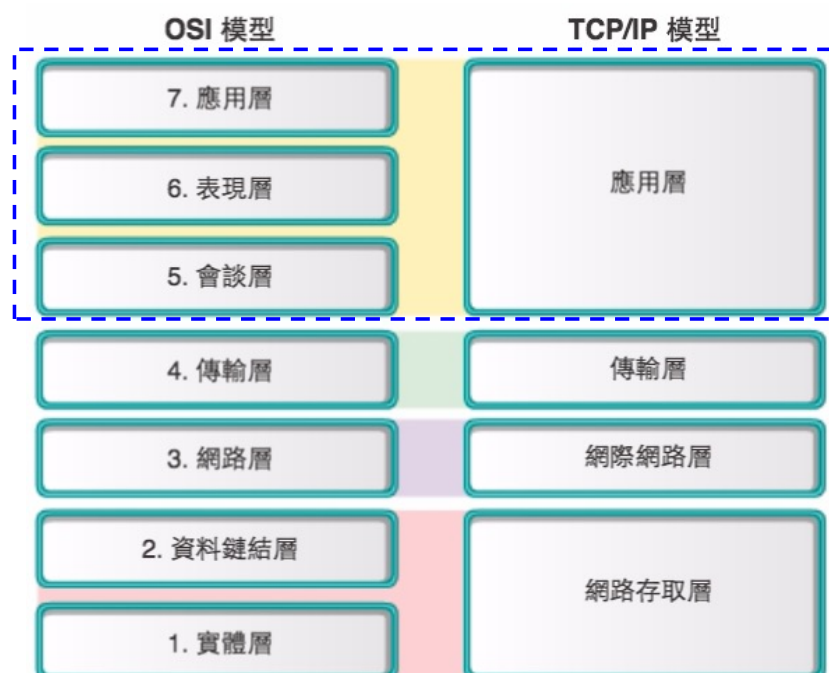 OSI 模型
TCP/IP 模型
7. 應用層
6. 表現層
5. 會談層
應用層
4. 傳輸層
傳輸層
3. 網路層
網際網路層
2. 資料鏈結層
1. 實體層
網路存取層